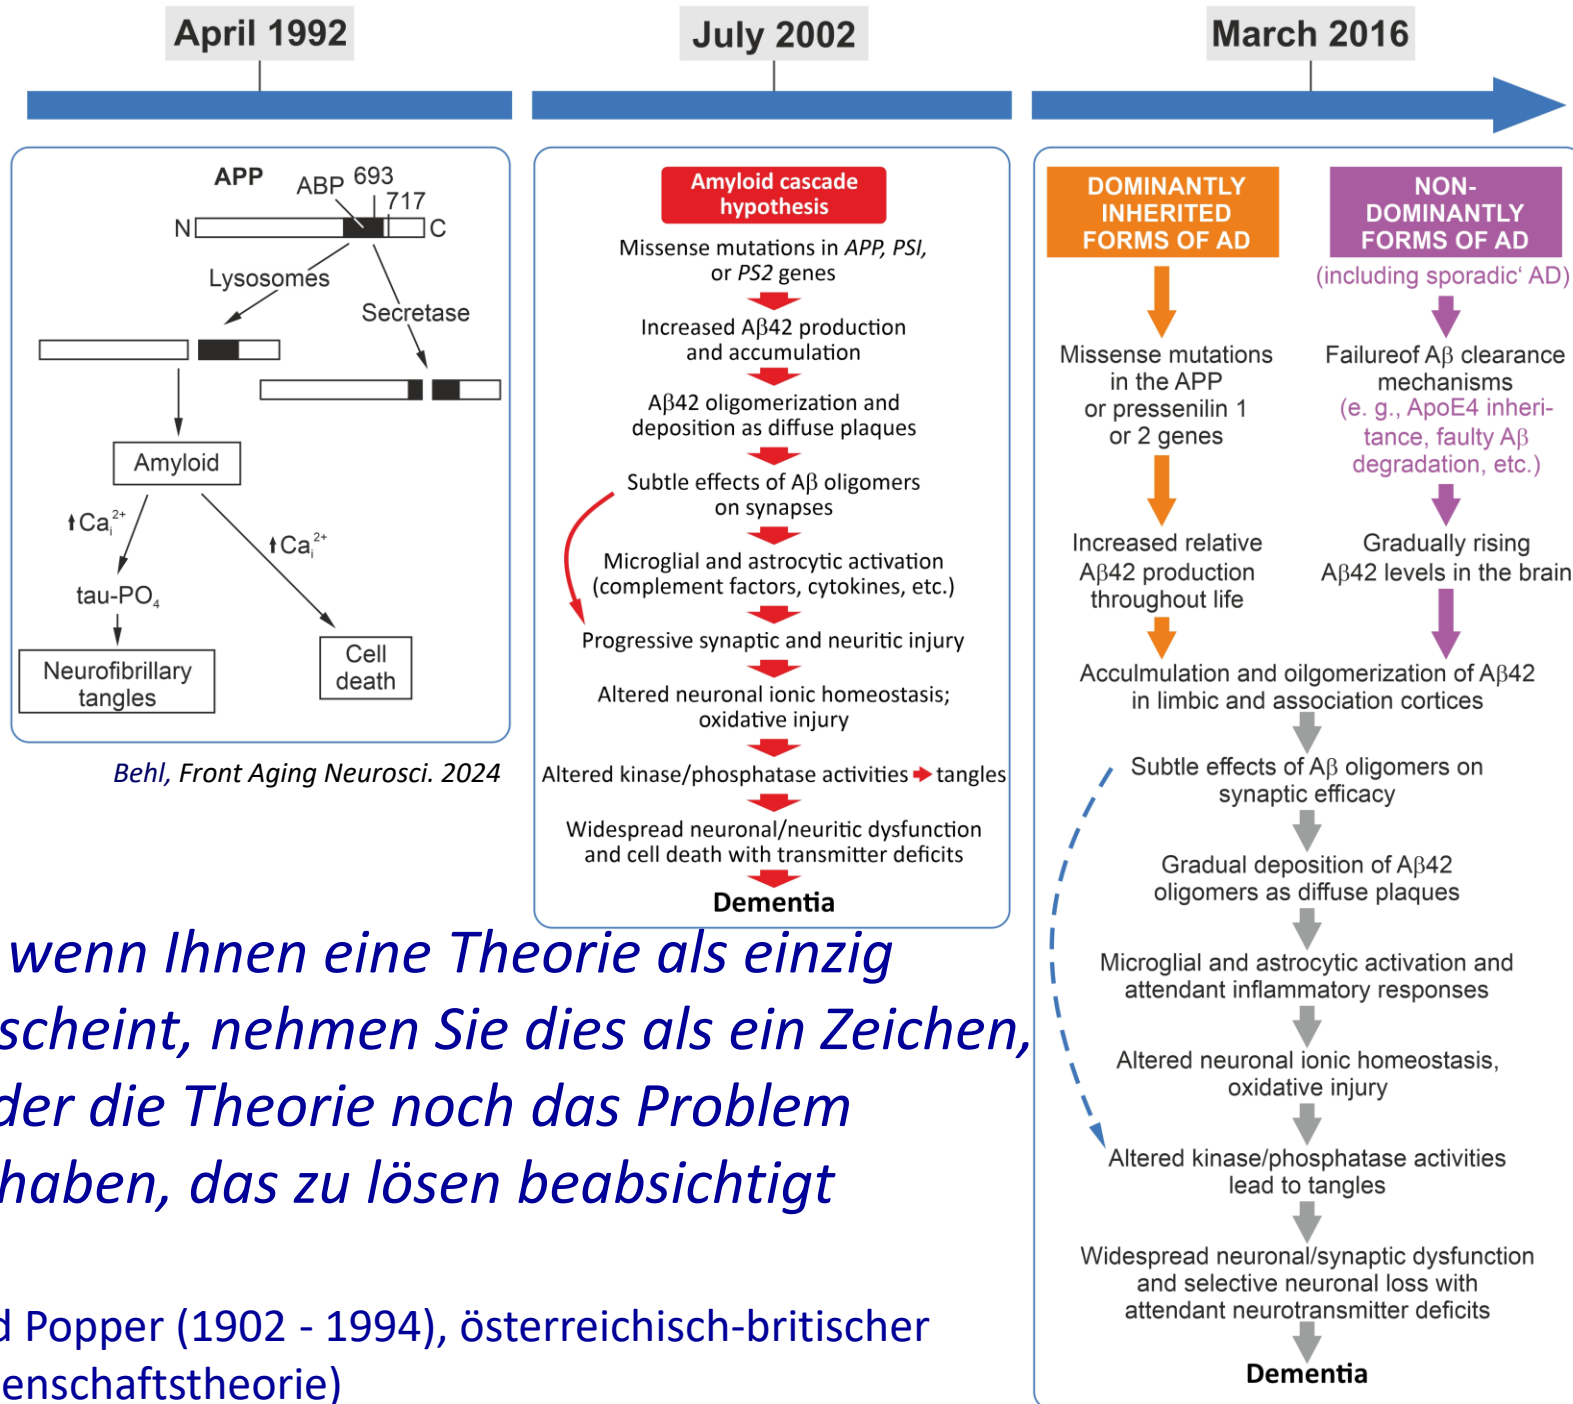 April 1992
July 2002
March 2016
APP
ABP
693
717
N
C
Lysosomes
Secretase
Amyloid
⬆Caᵢ²⁺
⬆Caᵢ²⁺
tau-PO₄
Neurofibrillary
tangles
Cell
death
Behl, Front Aging Neurosci. 2024
Amyloid cascade
hypothesis
Missense mutations in APP, PSI,
or PS2 genes
Increased Aβ42 production
and accumulation
Aβ42 oligomerization and
deposition as diffuse plaques
Subtle effects of Aβ oligomers
on synapses
Microglial and astrocytic activation
(complement factors, cytokines, etc.)
Progressive synaptic and neuritic injury
Altered neuronal ionic homeostasis;
oxidative injury
Altered kinase/phosphatase activities tangles
Widespread neuronal/neuritic dysfunction
and cell death with transmitter deficits
Dementia
DOMINANTLY
INHERITED
FORMS OF AD
Missense mutations
in the APP
or pressenilin 1
or 2 genes
Increased relative
Aβ42 production
throughout life
NON-
DOMINANTLY
FORMS OF AD
(including sporadic‘ AD)
Failureof Aβ clearance
mechanisms
(e. g., ApoE4 inheri-
tance, faulty Aβ
degradation, etc.)
Gradually rising
Aβ42 levels in the brain
Acculmulation and oilgomerization of Aβ42
in limbic and association cortices
Subtle effects of Aβ oligomers on
synaptic efficacy
Gradual deposition of Aβ42
oligomers as diffuse plaques
Microglial and astrocytic activation and
attendant inflammatory responses
Altered neuronal ionic homeostasis,
oxidative injury
Altered kinase/phosphatase activities
lead to tangles
Widespread neuronal/synaptic dysfunction
and selective neuronal loss with
attendant neurotransmitter deficits
Dementia
wenn Ihnen eine Theorie als einzig
scheint, nehmen Sie dies als ein Zeichen,
der die Theorie noch das Problem
haben, das zu lösen beabsichtigt
d Popper (1902 - 1994), österreichisch-britischer
enschaftstheorie)